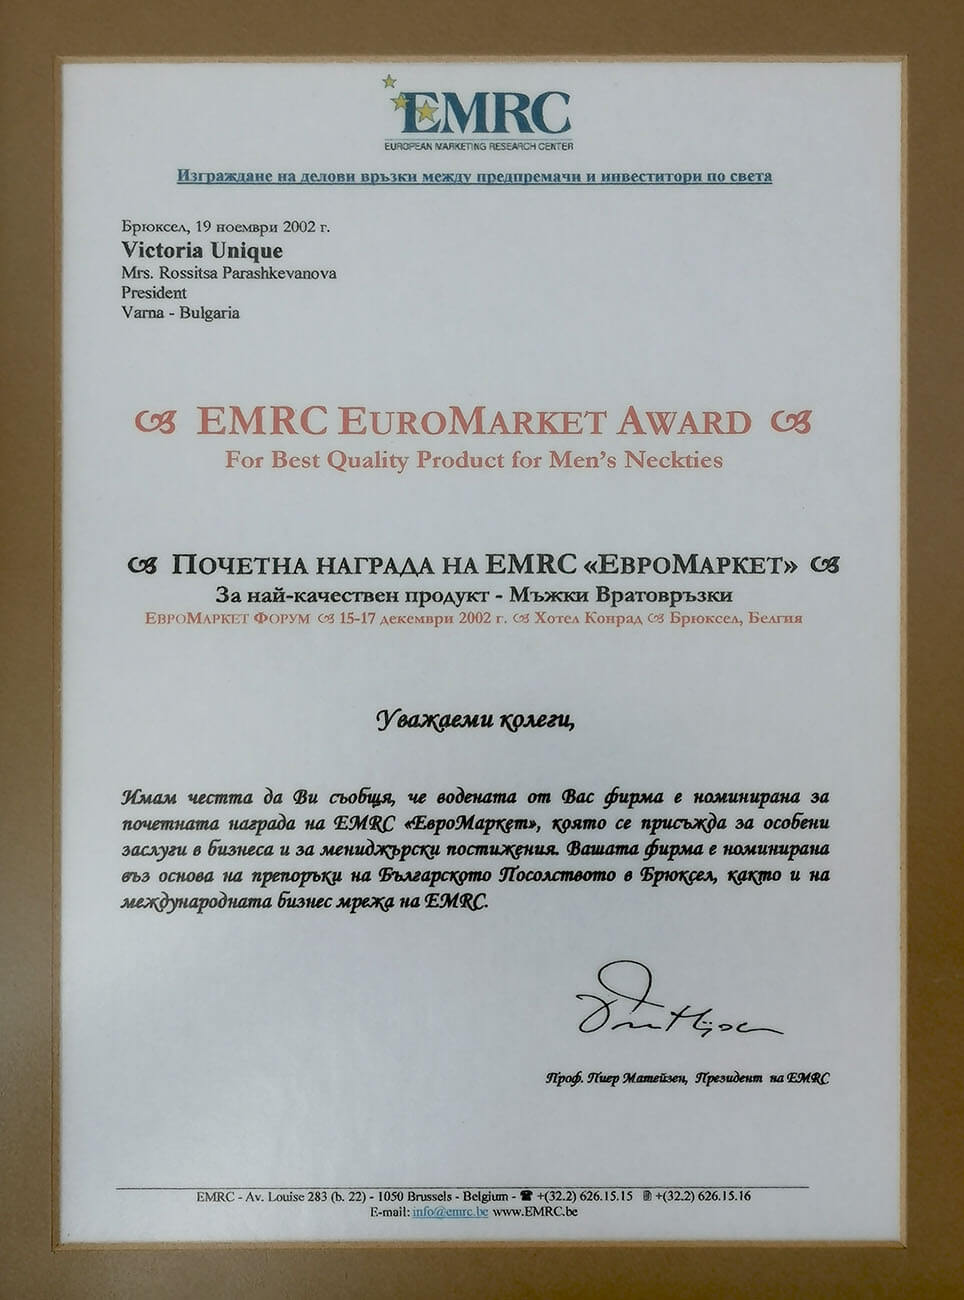 EMRC
EUROPEAN MARKETING RESEARCH CENTER
Изграждане на делови връзки между предпремачи и инвеститори по света
Брюксел, 19 ноември 2002 г.
Victoria Unique
Mrs. Rossitsa Parashkevanova
President
Varna - Bulgaria
EMRC EUROMARKET AWARD
For Best Quality Product for Men's Neckties
ПОЧЕТНА НАГРАДА НА EMRC «ЕВРОМАРКЕТ»
За най-качествен продукт - Мъжки Вратовръзки
ЕВРОМАРКЕТ ФОРУМ 15-17 декември 2002 г. Хотел Конрад Брюксел, Белгия
Уважаеми колеги,
Имам честта да Ви съобщя, че водената от Вас фирма е номинирана за
почетната награда на EMRC «ЕвроМаркет», която се присъжда за особени
заслуги в бизнеса и за мениджърски постижения. Вашата фирма е номинирана
въз основа на препоръки на Българското Посолството в Брюксел, както и на
международната бизнес мрежа на EMRC.
Проф. Пиер Матейзен, Президент на EMRC
EMRC - Av. Louise 283 (b. 22) - 1050 Brussels - Belgium - ☎ +(32.2) 626.15.15 +(32.2) 626.15.16
E-mail: info@emrc.be www.EMRC.be